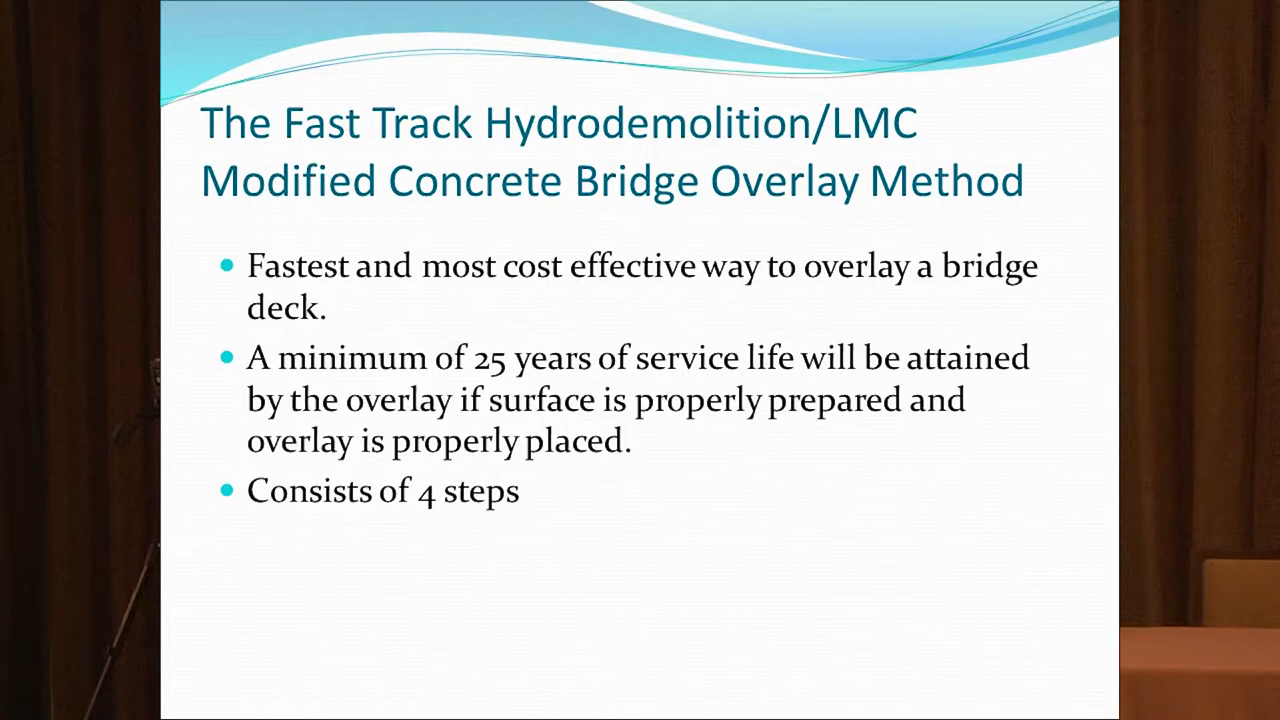 The Fast Track Hydrodemolition/LMC
Modified Concrete Bridge Overlay Method
• Fastest and most cost effective way to overlay a bridge
deck.
• A minimum of 25 years of service life will be attained
by the overlay if surface is properly prepared and
overlay is properly placed.
• Consists of 4 steps